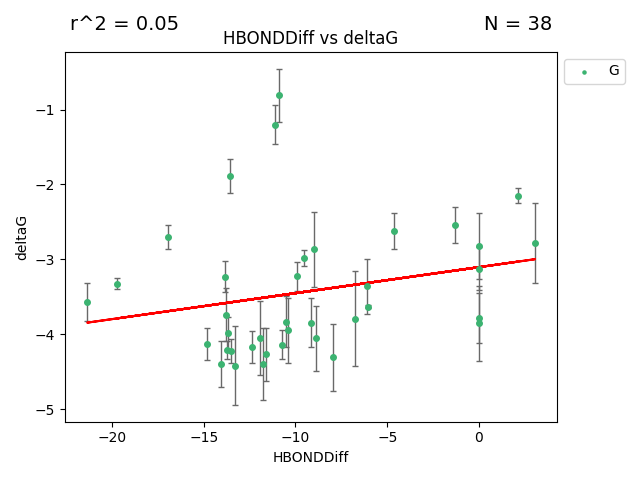 r^2 = 0.05
N = 38
HBONDDiff vs deltaG
G
−1
−2
−3
−4
−5
deltaG
−20
−15
−10
−5
0
HBONDDiff